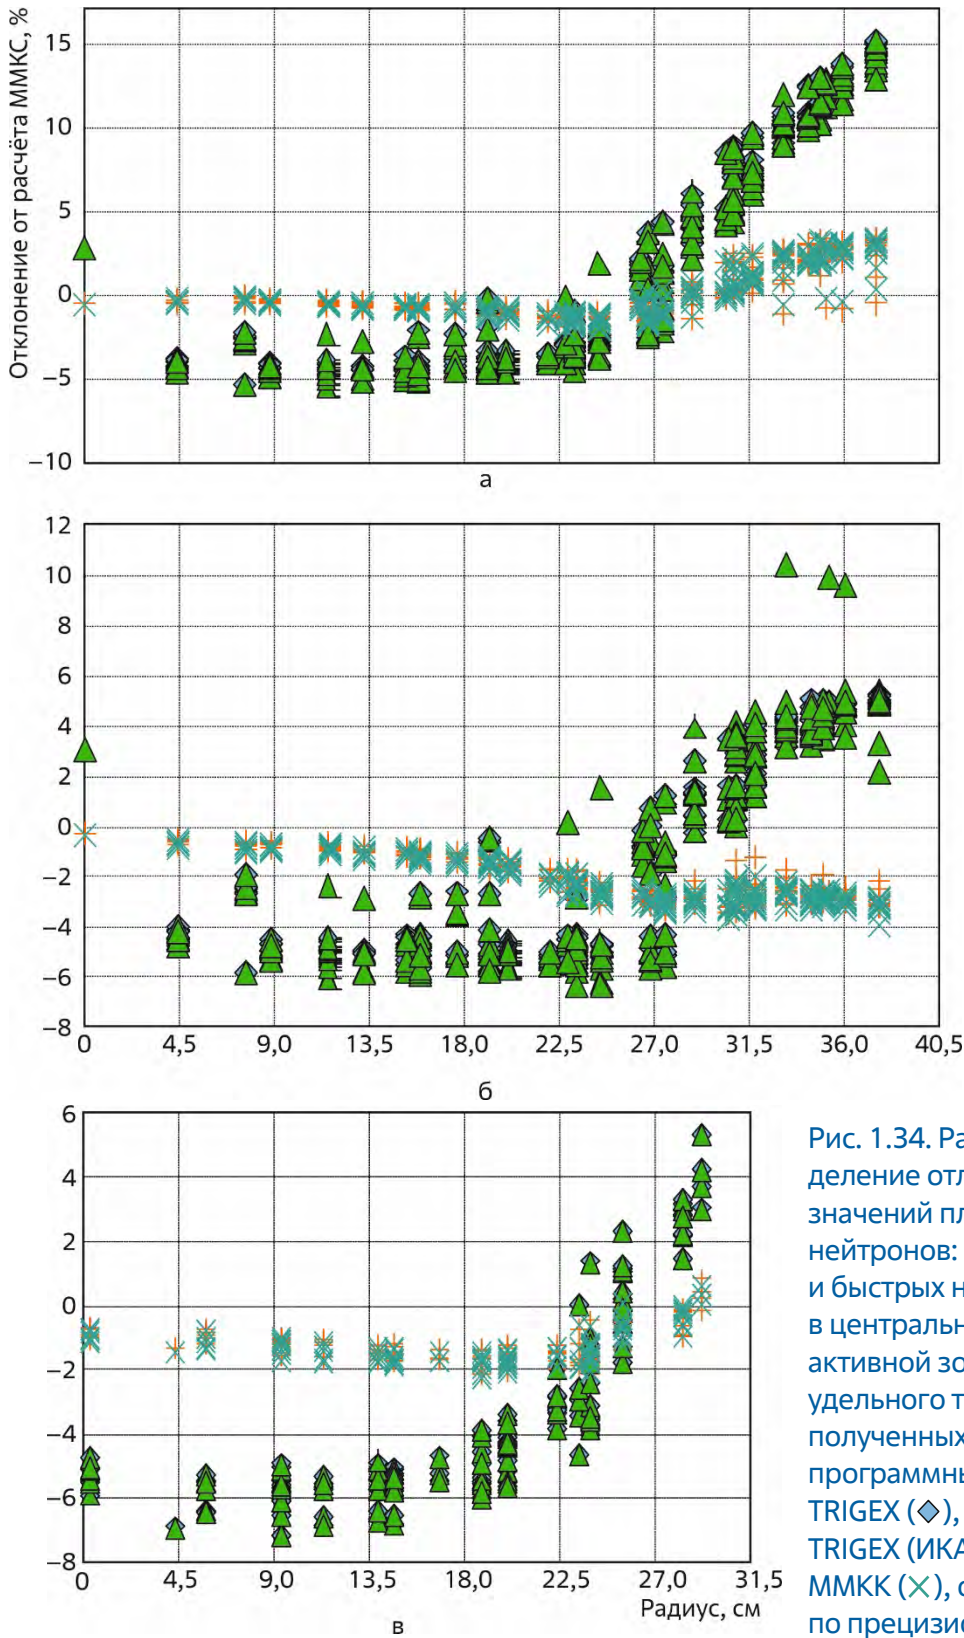 Отклонение от расчёта ММКС, %
15
10
5
0
−5
−10
а
12
10
8
6
4
2
0
−2
−4
−6
−8
0 4,5 9,0 13,5 18,0 22,5 27,0 31,5 36,0 40,5
б
6
4
2
0
−2
−4
−6
−8
0 4,5 9,0 13,5 18,0 22,5 27,0 31,5
Радиус, см
в
Рис. 1.34. Ра
деление отл
значений пл
нейтронов:
и быстрых н
в центральн
активной зо
удельного т
полученных
программны
TRIGEX (◆),
TRIGEX (ИКА
ММКК (×), о
по прецизио